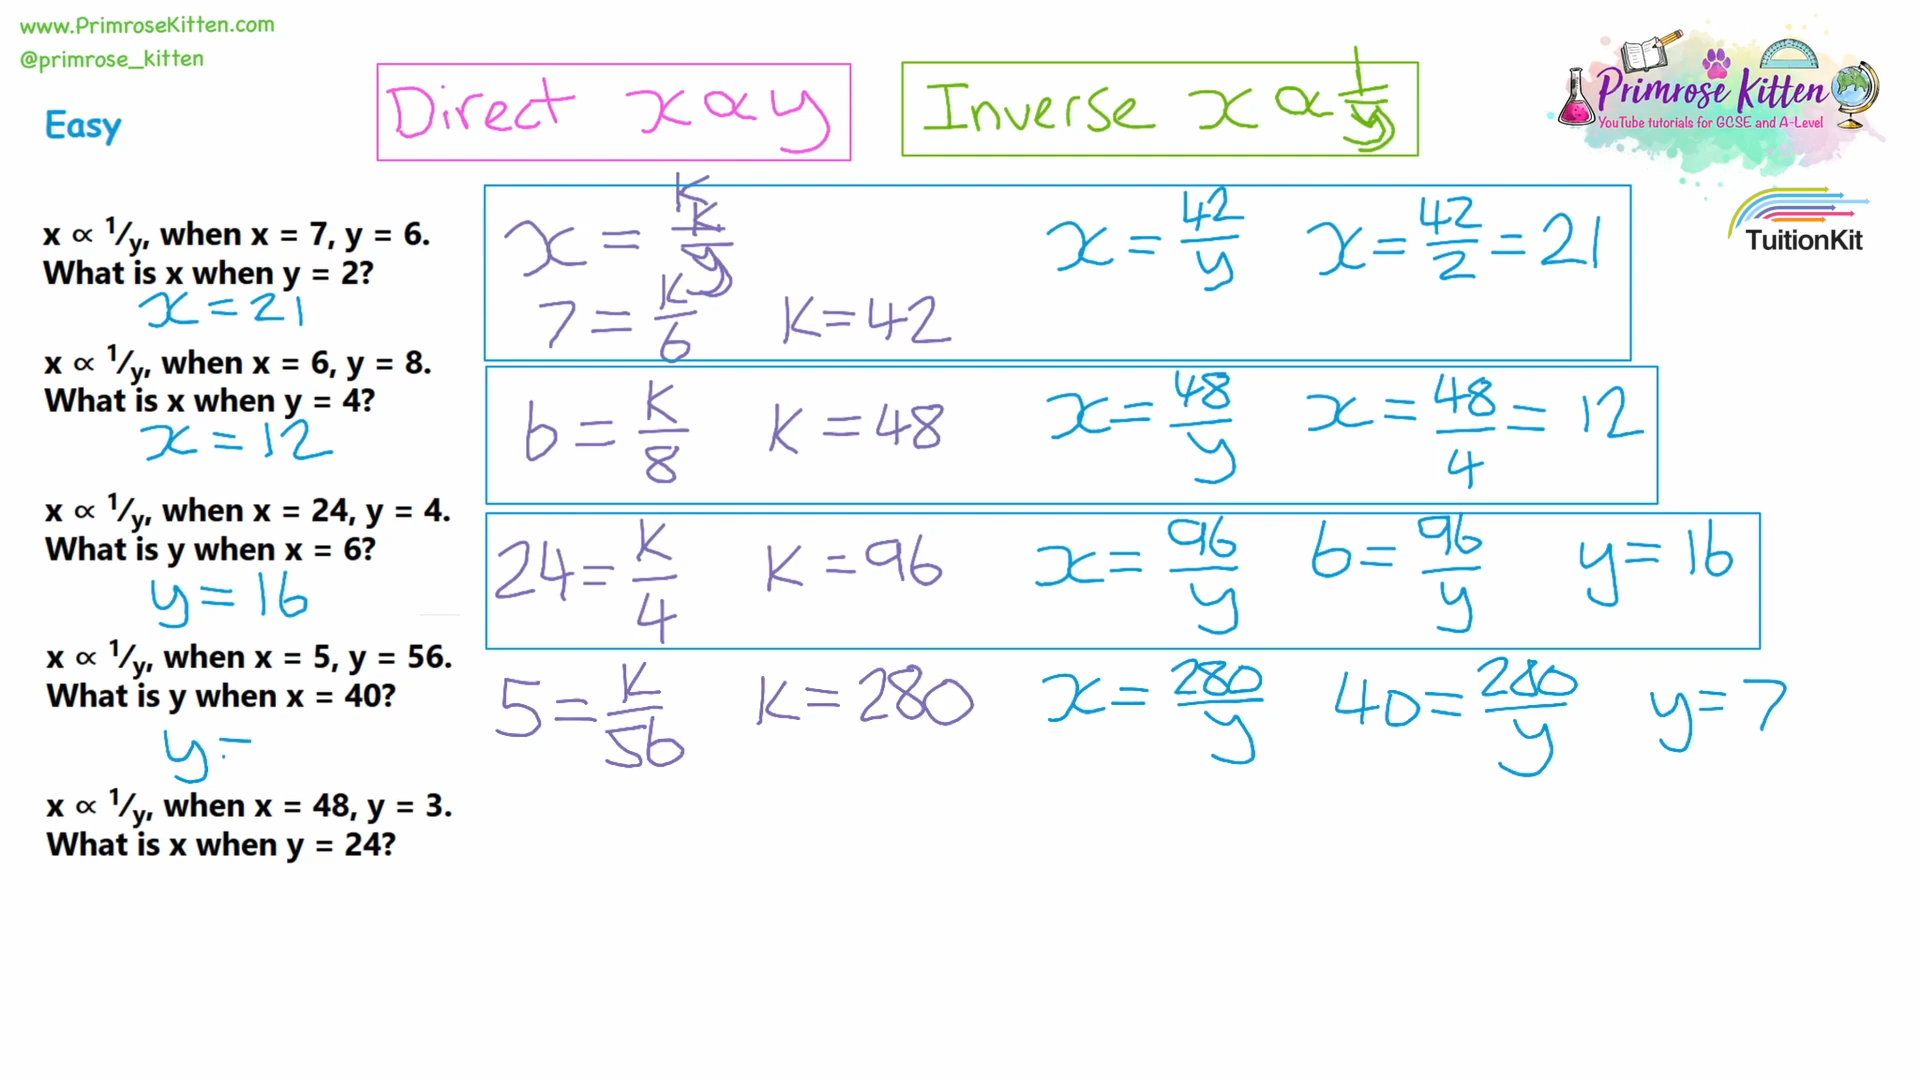 www.PrimroseKitten.com
@primrose_kitten
Easy
Direct x ∝ y
Inverse x ∝ 1/y
Primrose Kitten
YouTube tutorials for GCSE and A-Level
TuitionKit
x ∝ 1/y, when x = 7, y = 6.
What is x when y = 2?
x = 21
x = K/y
7 = K/6 K = 42
x = 42/y x = 42/2 = 21
x ∝ 1/y, when x = 6, y = 8.
What is x when y = 4?
x = 12
6 = K/8 K = 48 x = 48/y x = 48/4 = 12
x ∝ 1/y, when x = 24, y = 4.
What is y when x = 6?
y = 16
24 = K/4 K = 96 x = 96/y 6 = 96/y y = 16
x ∝ 1/y, when x = 5, y = 56.
What is y when x = 40?
y =
5 = K/56 K = 280 x = 280/y 40 = 280/y y = 7
x ∝ 1/y, when x = 48, y = 3.
What is x when y = 24?